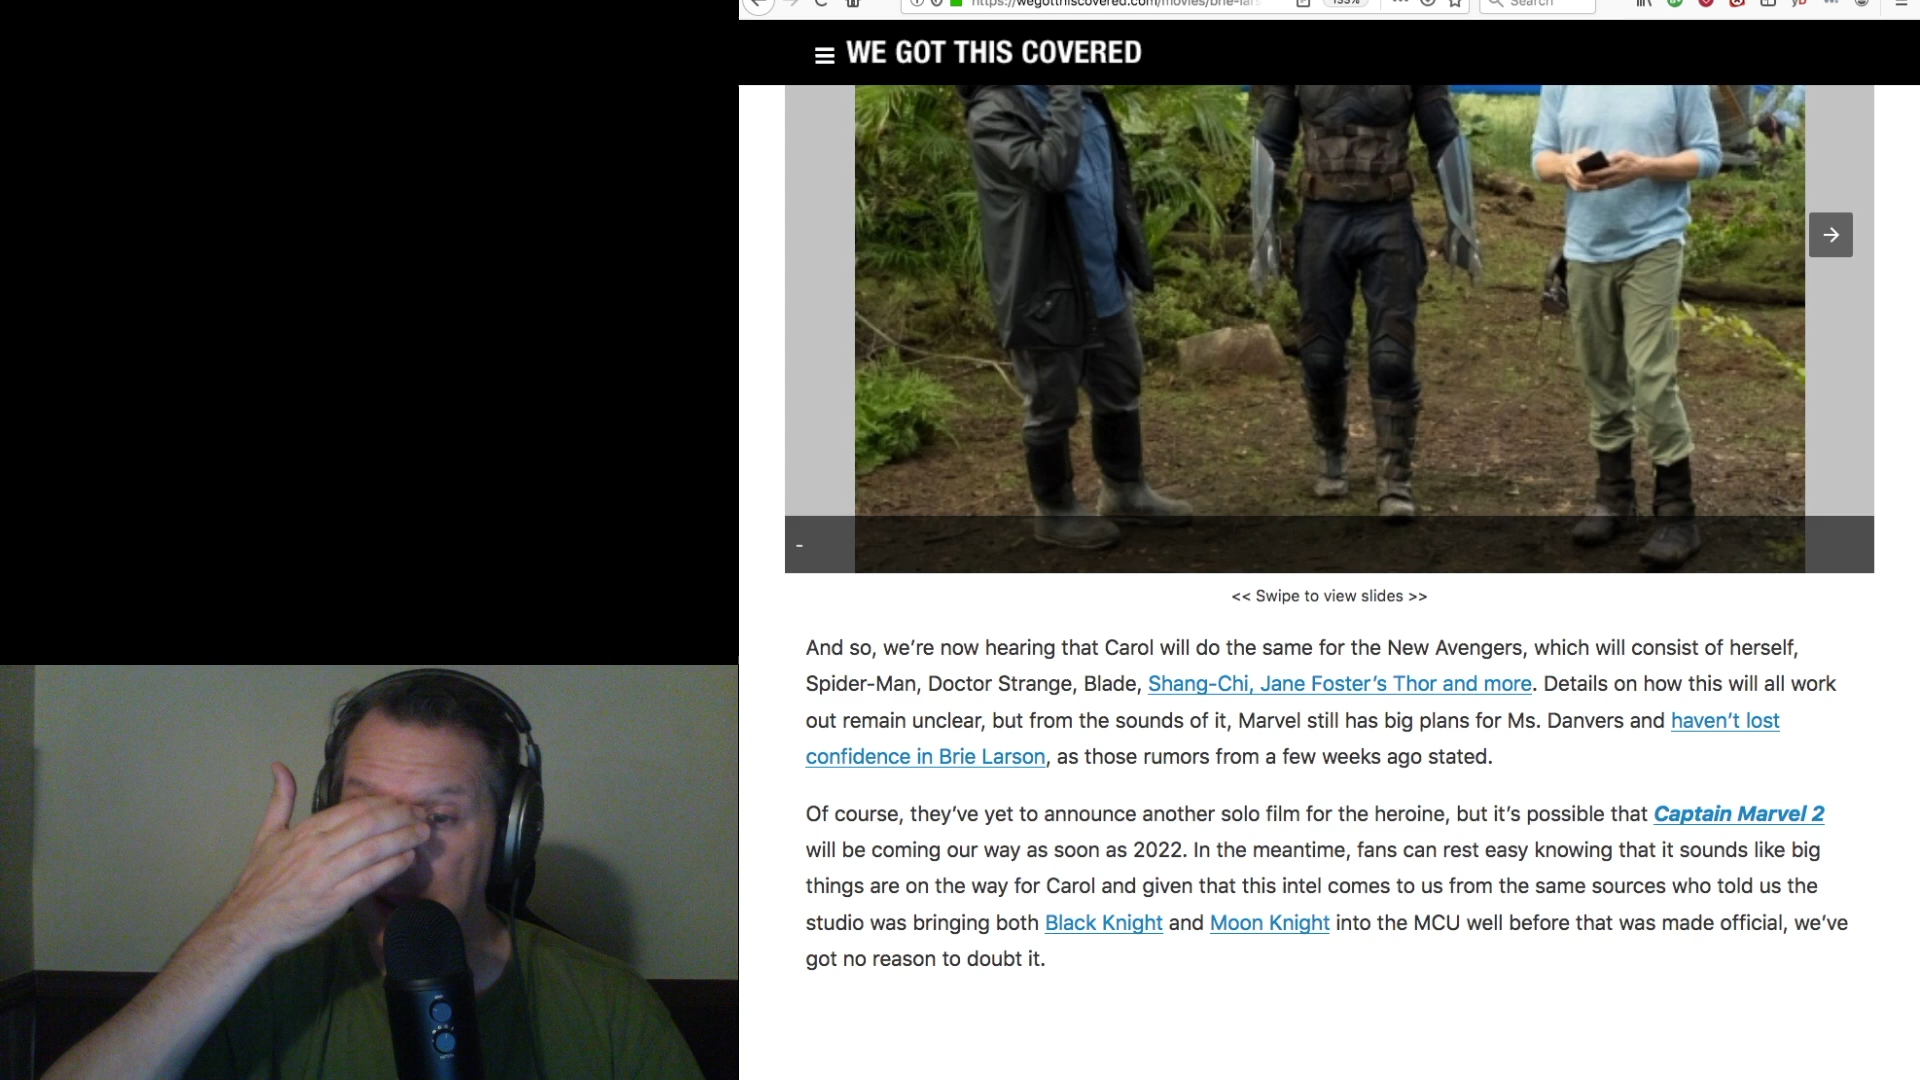 https://wegotthiscovered.com/movies/brie-lars
133%
Search
WE GOT THIS COVERED
-
<< Swipe to view slides >>
And so, we’re now hearing that Carol will do the same for the New Avengers, which will consist of herself,
Spider-Man, Doctor Strange, Blade, Shang-Chi, Jane Foster’s Thor and more. Details on how this will all work
out remain unclear, but from the sounds of it, Marvel still has big plans for Ms. Danvers and haven’t lost
confidence in Brie Larson, as those rumors from a few weeks ago stated.
Of course, they’ve yet to announce another solo film for the heroine, but it’s possible that Captain Marvel 2
will be coming our way as soon as 2022. In the meantime, fans can rest easy knowing that it sounds like big
things are on the way for Carol and given that this intel comes to us from the same sources who told us the
studio was bringing both Black Knight and Moon Knight into the MCU well before that was made official, we’ve
got no reason to doubt it.